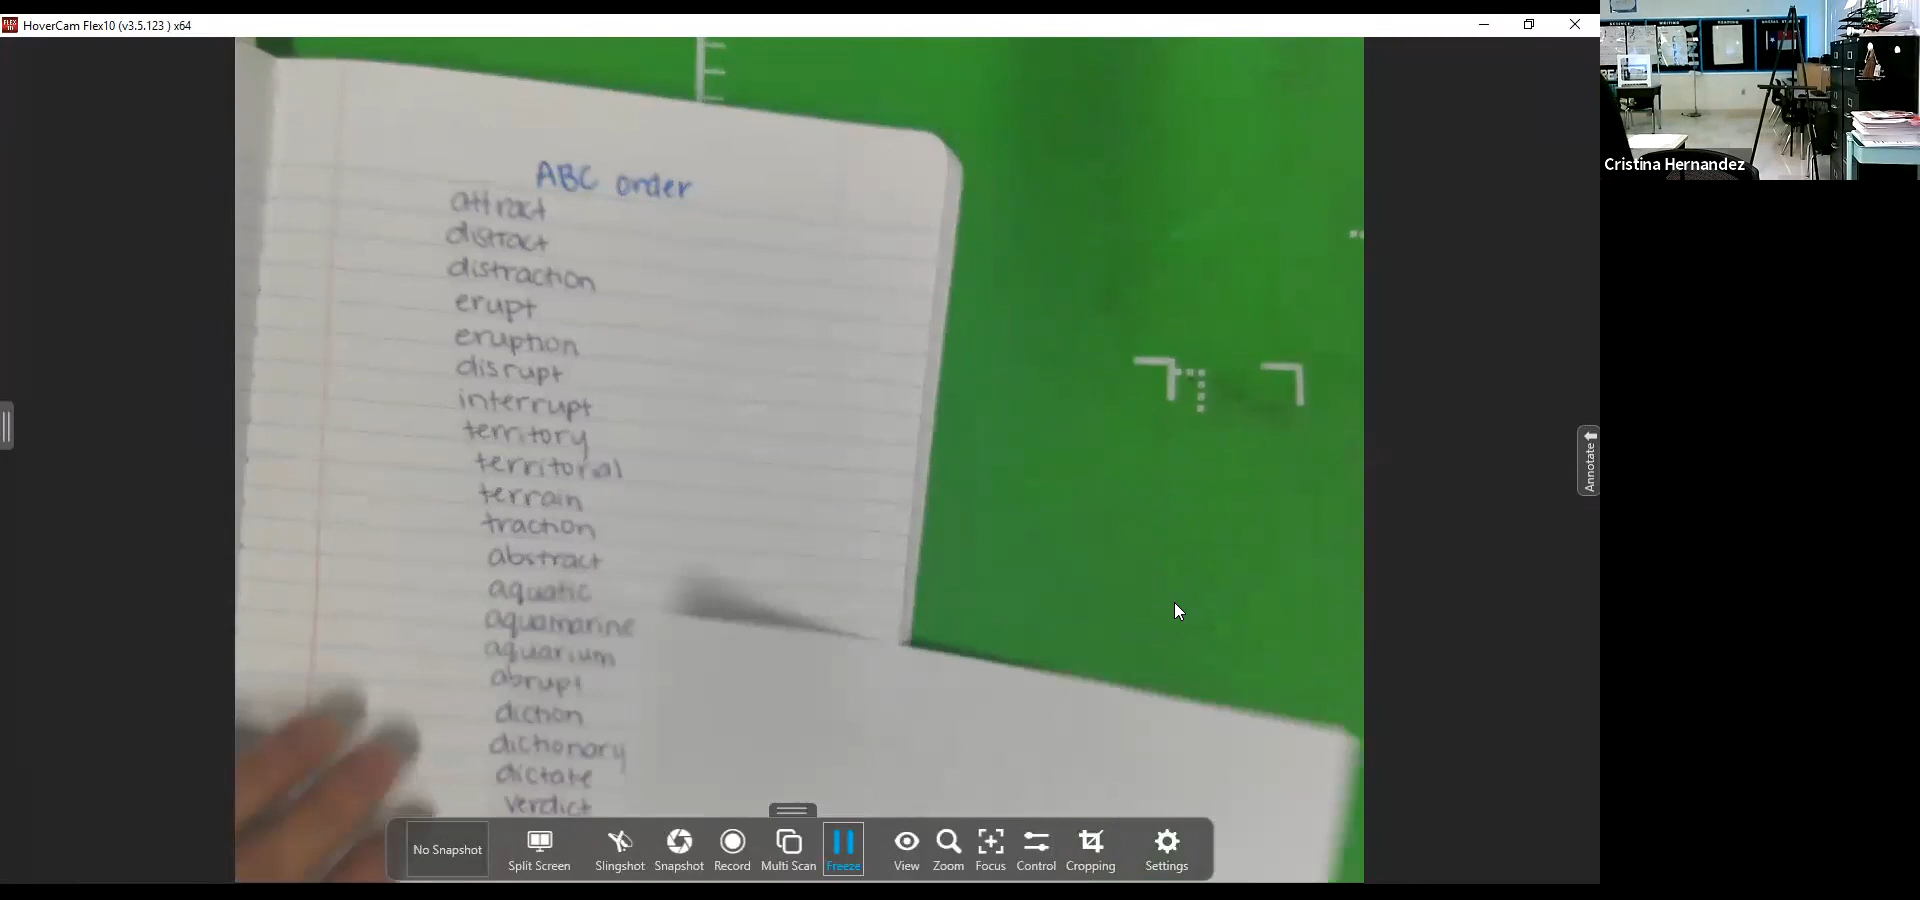 HoverCam Flex10 (v3.5.123 ) x64
ABC order
attract
distract
distraction
erupt
eruption
disrupt
interrupt
territory
territorial
terrain
traction
abstract
aquatic
aquamarine
aquarium
abrupt
diction
dictionary
dictate
verdict
Annotate
No Snapshot
Split Screen
Slingshot
Snapshot
Record
Multi Scan
Freeze
View
Zoom
Focus
Control
Cropping
Settings
WRITING
READING
Cristina Hernandez